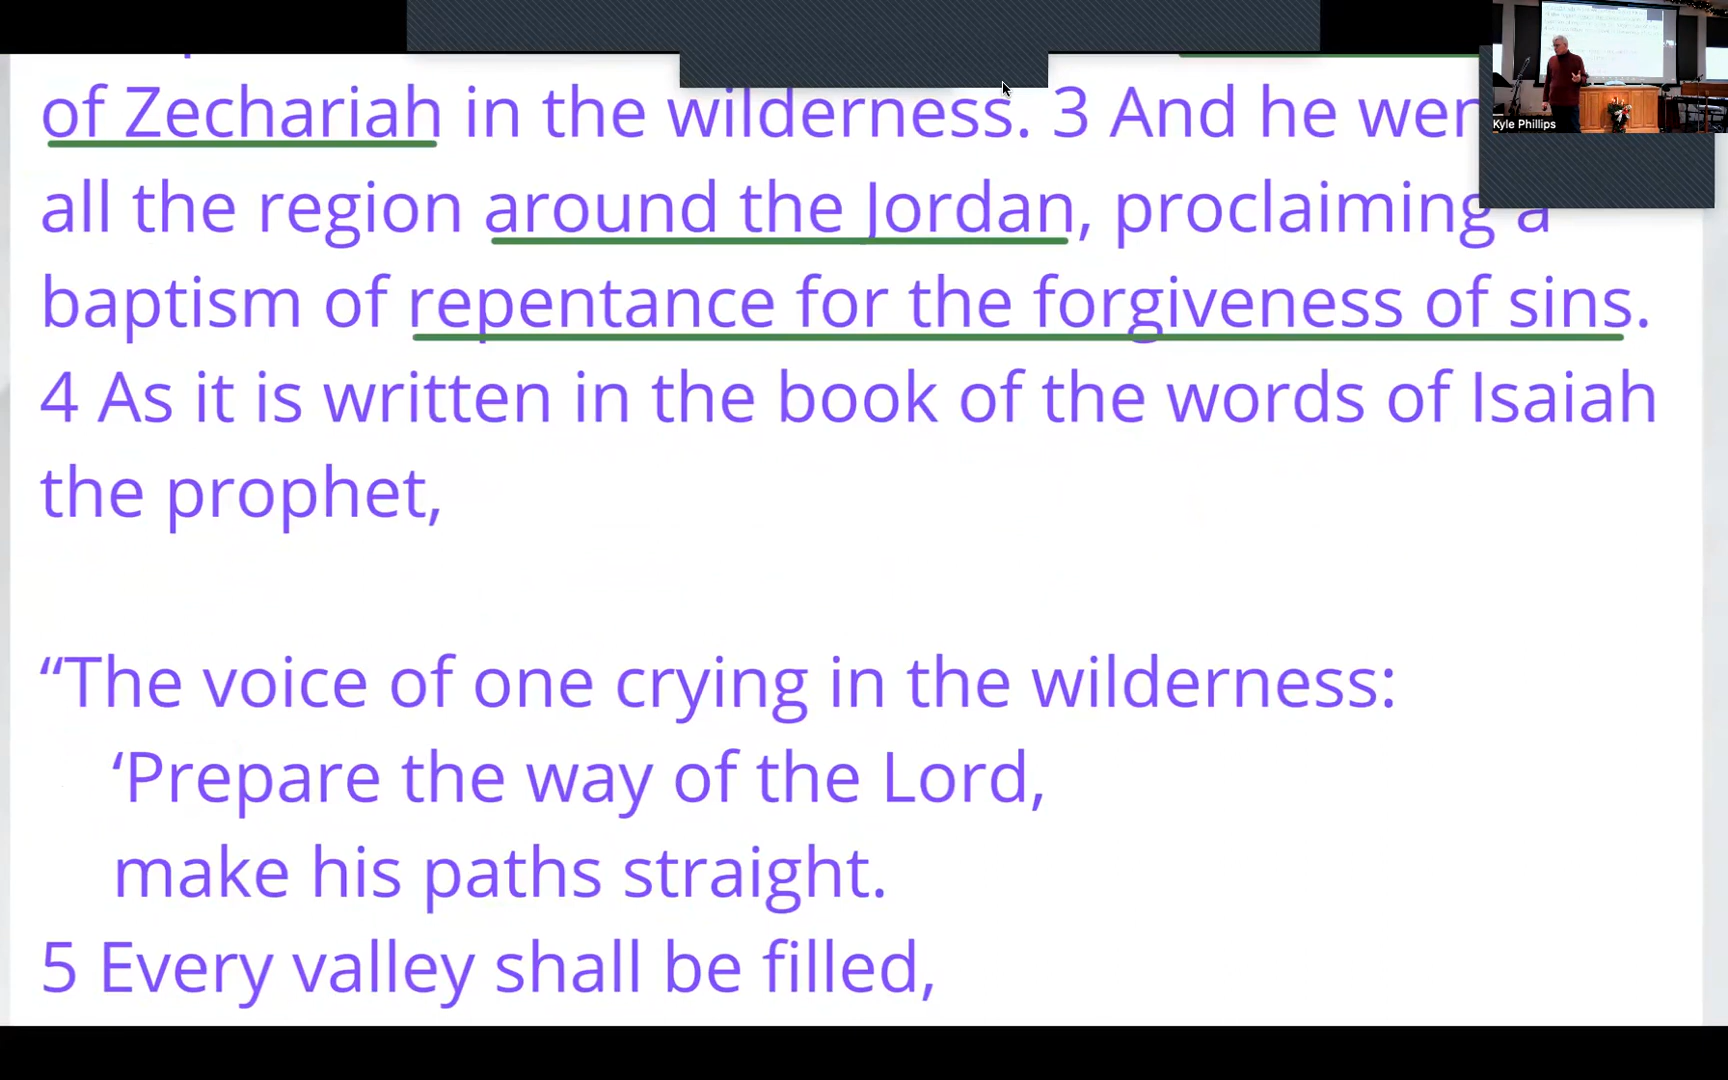 of Zechariah in the wilderness. 3 And he
all the region around the Jordan, proclaiming a
baptism of repentance for the forgiveness of sins.
4 As it is written in the book of the words of Isaiah
the prophet,
“The voice of one crying in the wilderness:
‘Prepare the way of the Lord,
make his paths straight.
5 Every valley shall be filled,
Kyle Phillips